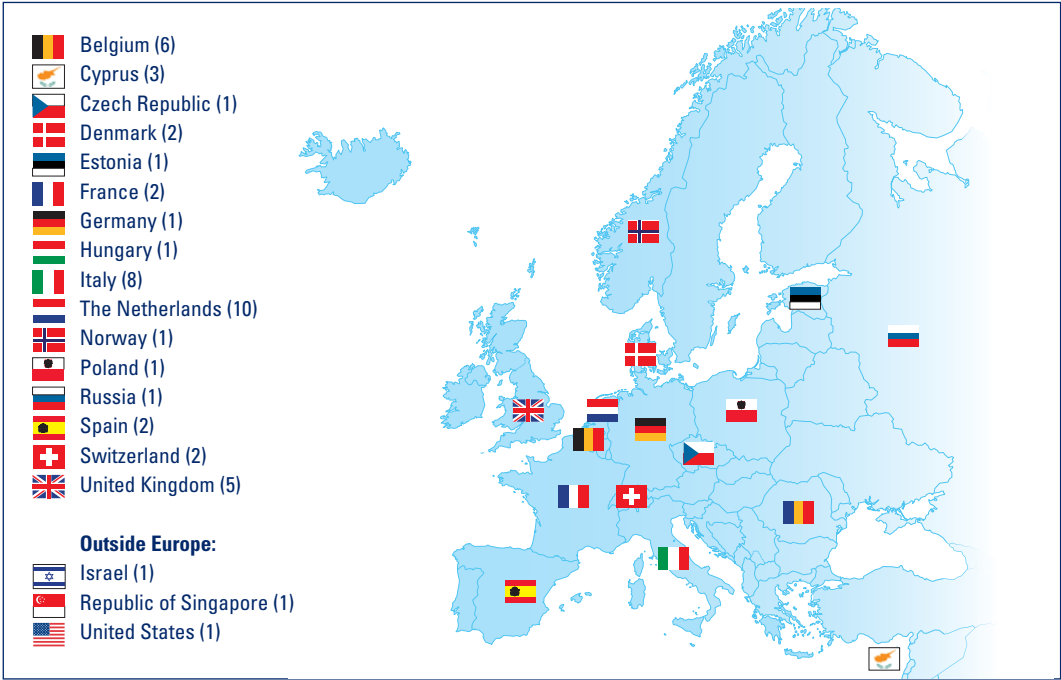 Belgium (6)
Cyprus (3)
Czech Republic (1)
Denmark (2)
Estonia (1)
France (2)
Germany (1)
Hungary (1)
Italy (8)
The Netherlands (10)
Norway (1)
Poland (1)
Russia (1)
Spain (2)
Switzerland (2)
United Kingdom (5)
Outside Europe:
Israel (1)
Republic of Singapore (1)
United States (1)